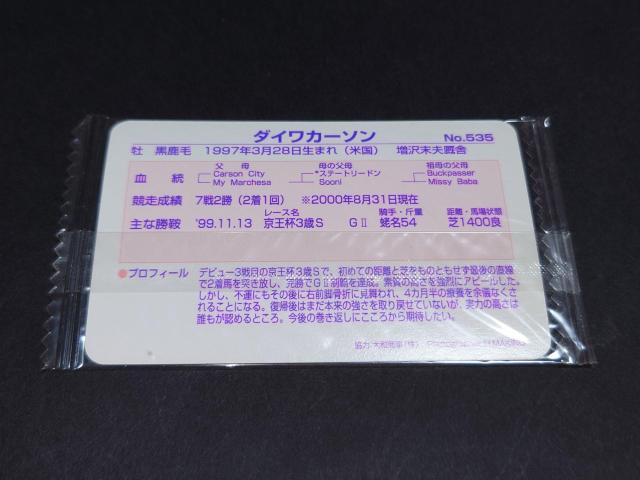 ダイワカーソン No.535
牡 黒鹿毛 1997年3月28日生まれ(米国) 増沢末夫厩舎
父母 母の父母 祖母の父母
血統 Carson City *ステートリードン Buckpasser
My Marchesa Sooni Missy Baba
競走成績 7戦2勝(2着1回) ※2000年8月31日現在
レース名 騎手・斤量 距離・馬場状態
主な勝鞍 '99.11.13 京王杯3歳S GⅡ 蛯名54 芝1400良
●プロフィール デビュー3戦目の京王杯3歳Sで、初めての距離と芝をものともせず最後の直線
で2着馬を突き放し、完勝でGⅡ制覇を達成。素質の高さを強烈にアピールした。
しかし、不運にもその後に右前脚骨折に見舞われ、4カ月半の療養を余儀なくさ
れることになる。復帰後はまだ本来の強さを取り戻せていないが、実力の高さは
誰もが認めるところ。今後の巻き返しにこころから期待したい。
協力:大和商事(株) MAKINO